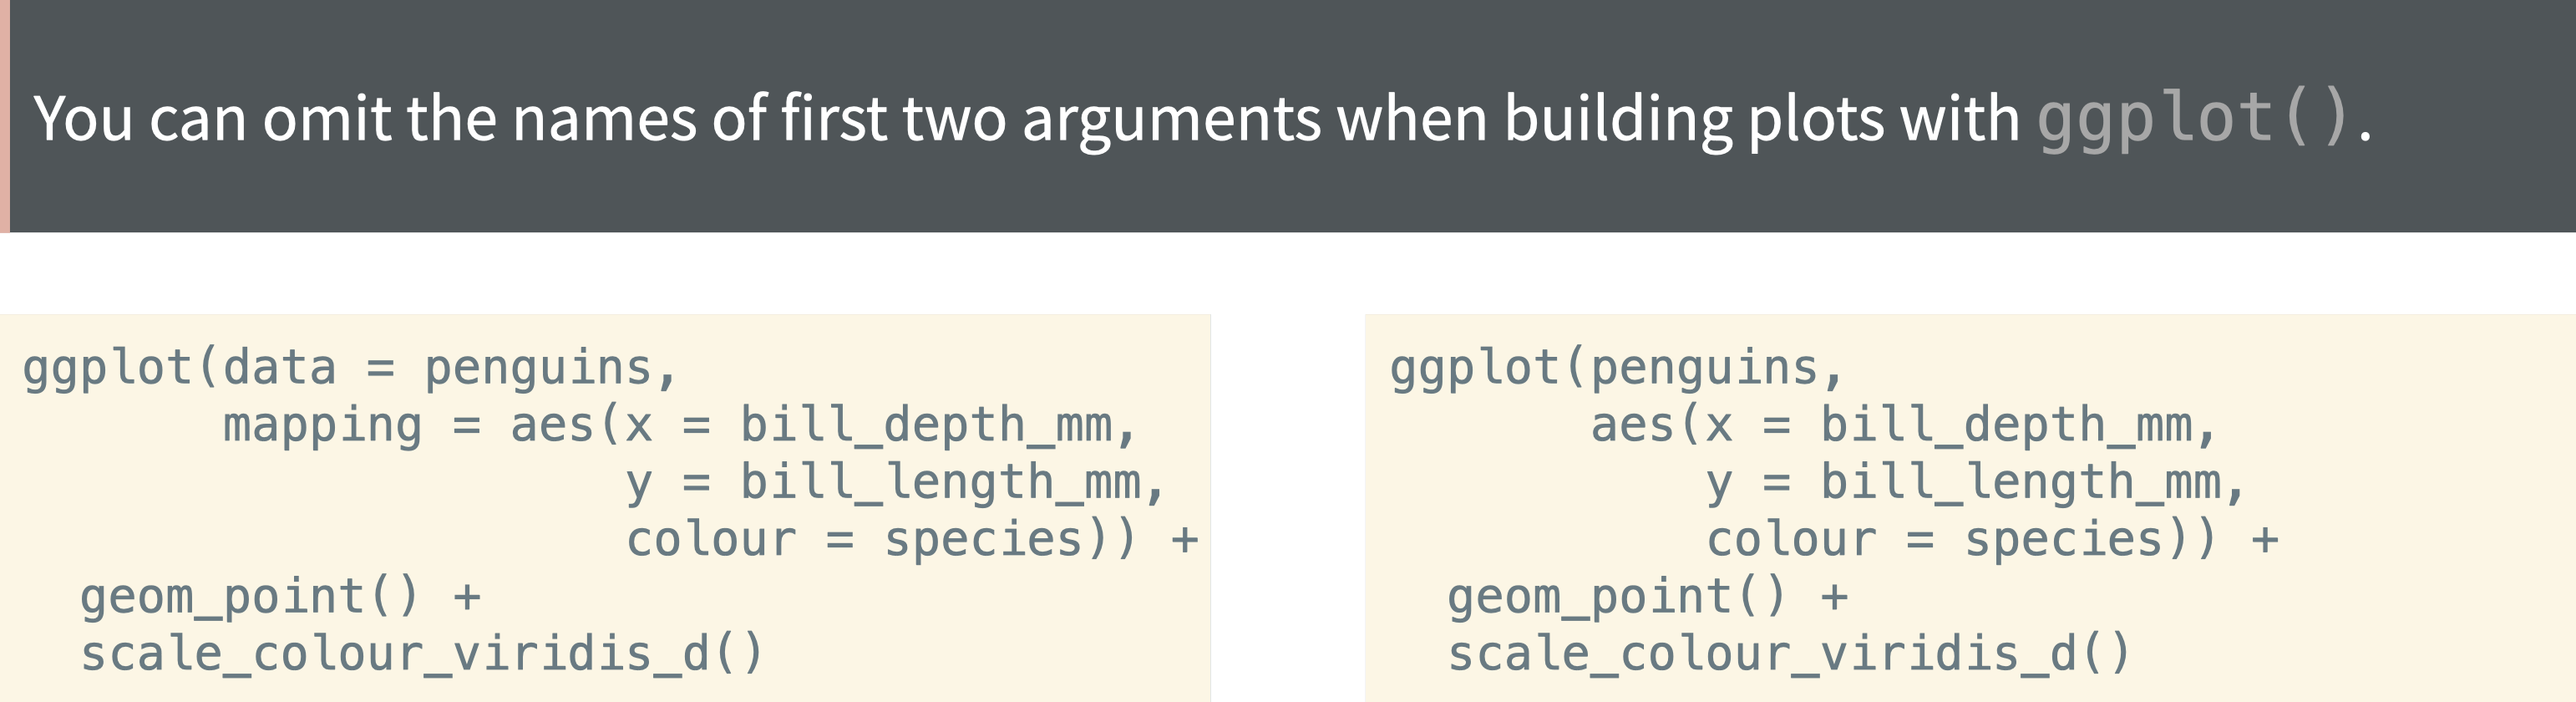 You can omit the names of first two arguments when building plots with ggplot().
ggplot(data = penguins,
       mapping = aes(x = bill_depth_mm,
                     y = bill_length_mm,
                     colour = species)) +
  geom_point() +
  scale_colour_viridis_d()
ggplot(penguins,
       aes(x = bill_depth_mm,
           y = bill_length_mm,
           colour = species)) +
  geom_point() +
  scale_colour_viridis_d()